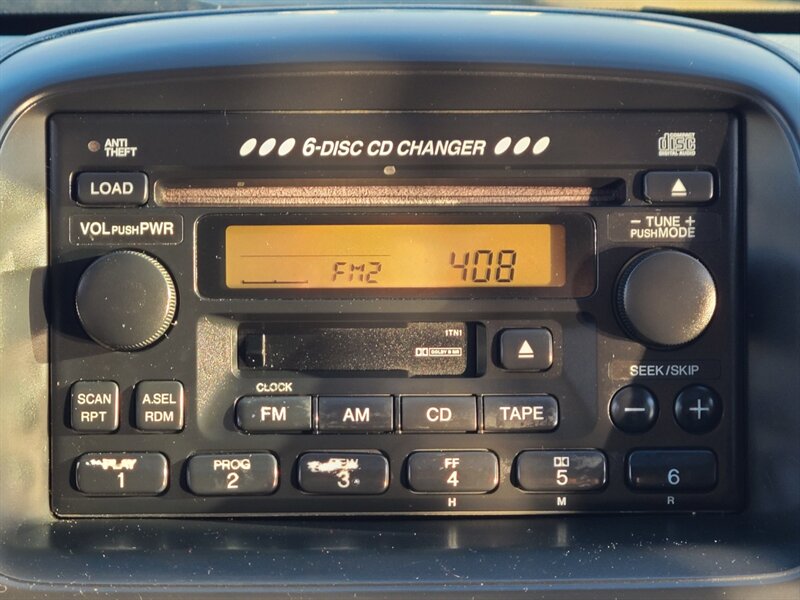 ANTI
THEFT
6-DISC CD CHANGER
COMPACT
disc
DIGITAL AUDIO
LOAD
VOL PUSH PWR
− TUNE +
PUSH MODE
FM2 408
1TN1
DOLBY B NR
SEEK/SKIP
CLOCK
SCAN
RPT
A.SEL
RDM
FM
AM
CD
TAPE
− +
PLAY
1
PROG
2
3
FF
4
5
6
H
M
R